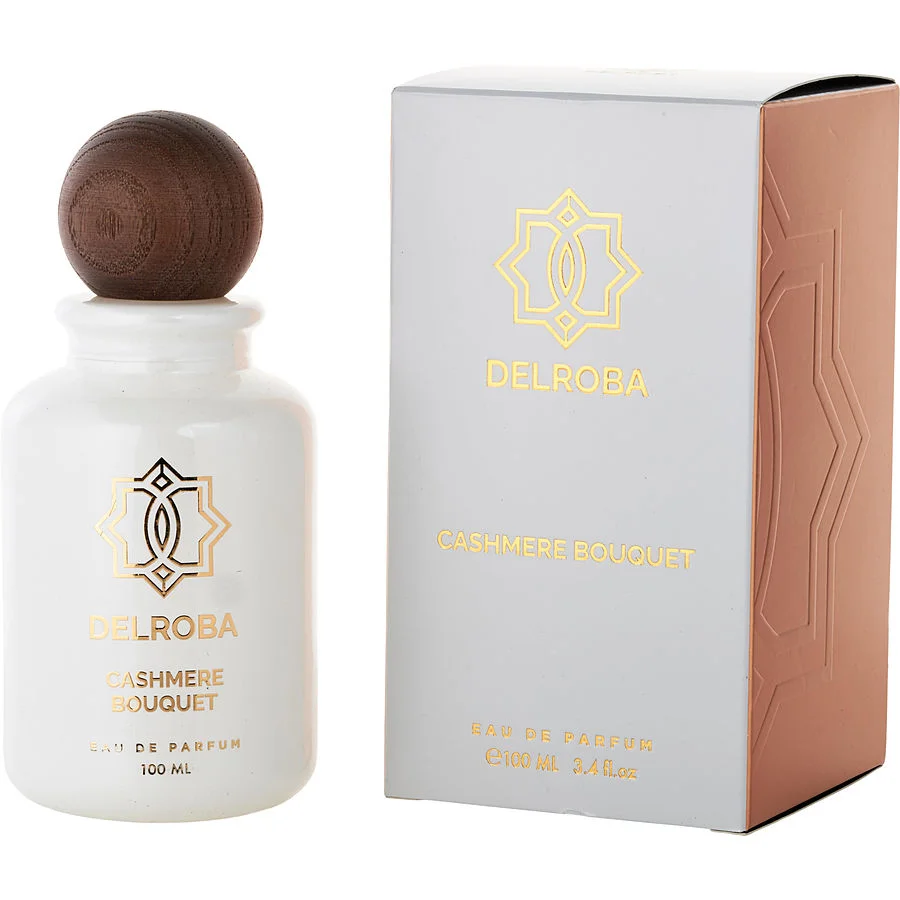 DELROBA
CASHMERE
BOUQUET
EAU DE PARFUM
100 ML
DELROBA
CASHMERE BOUQUET
EAU DE PARFUM
℮100 ML 3.4 fl.oz